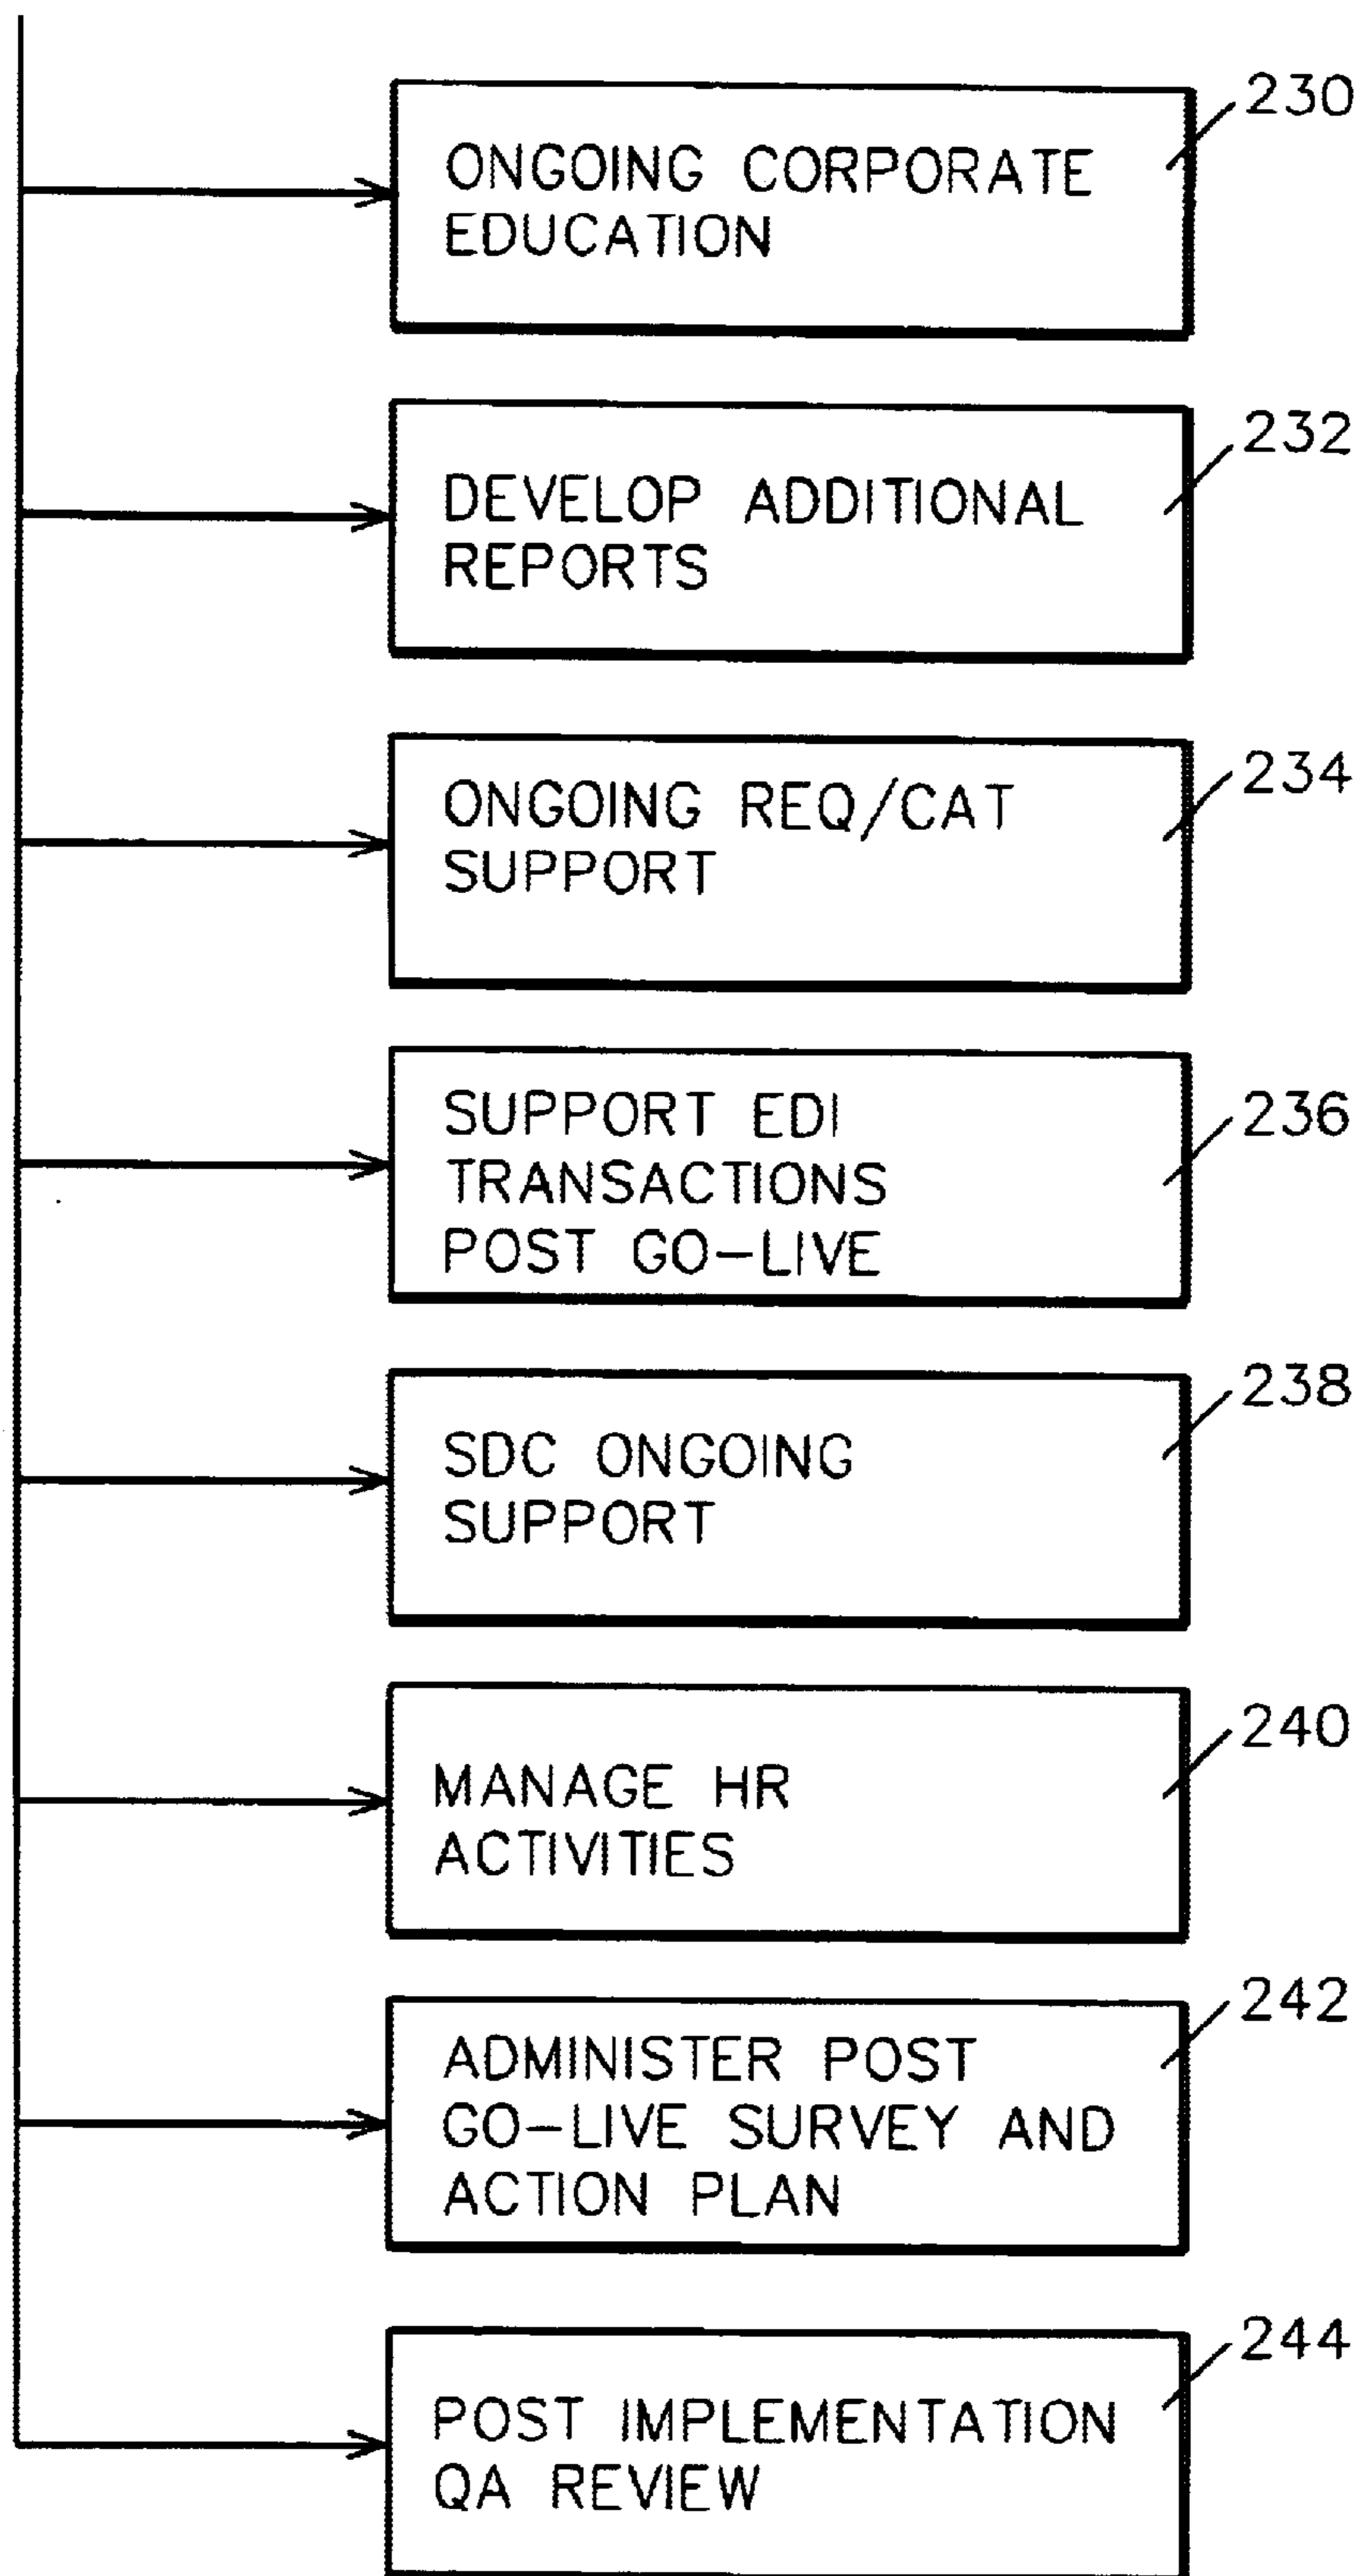 230
ONGOING CORPORATE
EDUCATION
232
DEVELOP ADDITIONAL
REPORTS
234
ONGOING REQ/CAT
SUPPORT
236
SUPPORT EDI
TRANSACTIONS
POST GO-LIVE
238
SDC ONGOING
SUPPORT
240
MANAGE HR
ACTIVITIES
242
ADMINISTER POST
GO-LIVE SURVEY AND
ACTION PLAN
244
POST IMPLEMENTATION
QA REVIEW